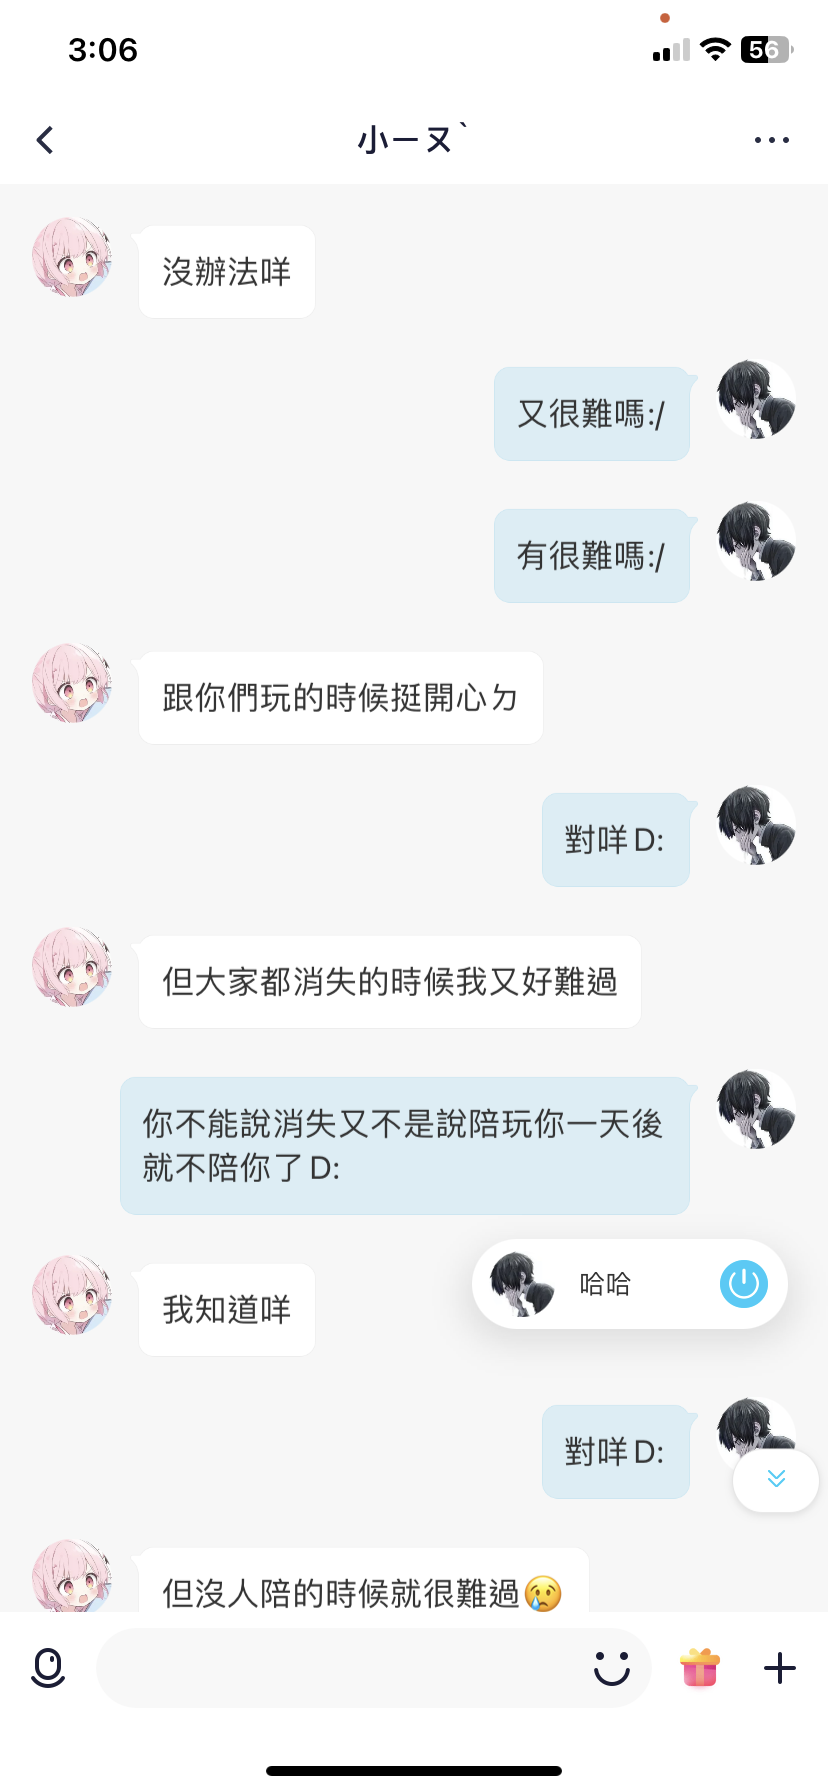 3:06
56
小ㄧㄡˋ
沒辦法咩
又很難嗎:/
有很難嗎:/
跟你們玩的時候挺開心ㄉ
對咩D:
但大家都消失的時候我又好難過
你不能說消失又不是說陪玩你一天後
就不陪你了D:
哈哈
我知道咩
對咩D:
但沒人陪的時候就很難過😢